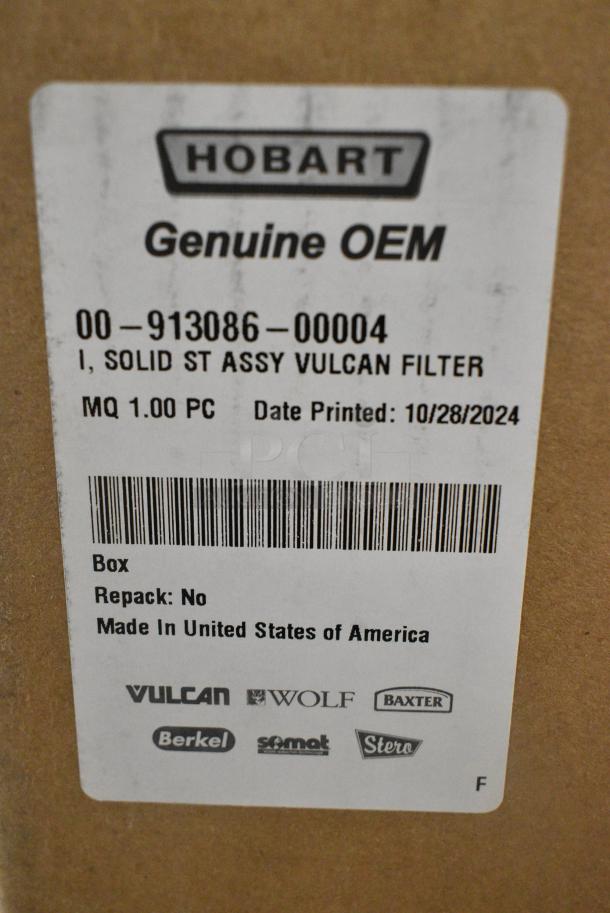 HOBART
Genuine OEM
00-913086-00004
I, SOLID ST ASSY VULCAN FILTER
MQ 1.00 PC Date Printed: 10/28/2024
PCI
Box
Repack: No
Made In United States of America
VULCAN WOLF BAXTER
Berkel somat Stero
F